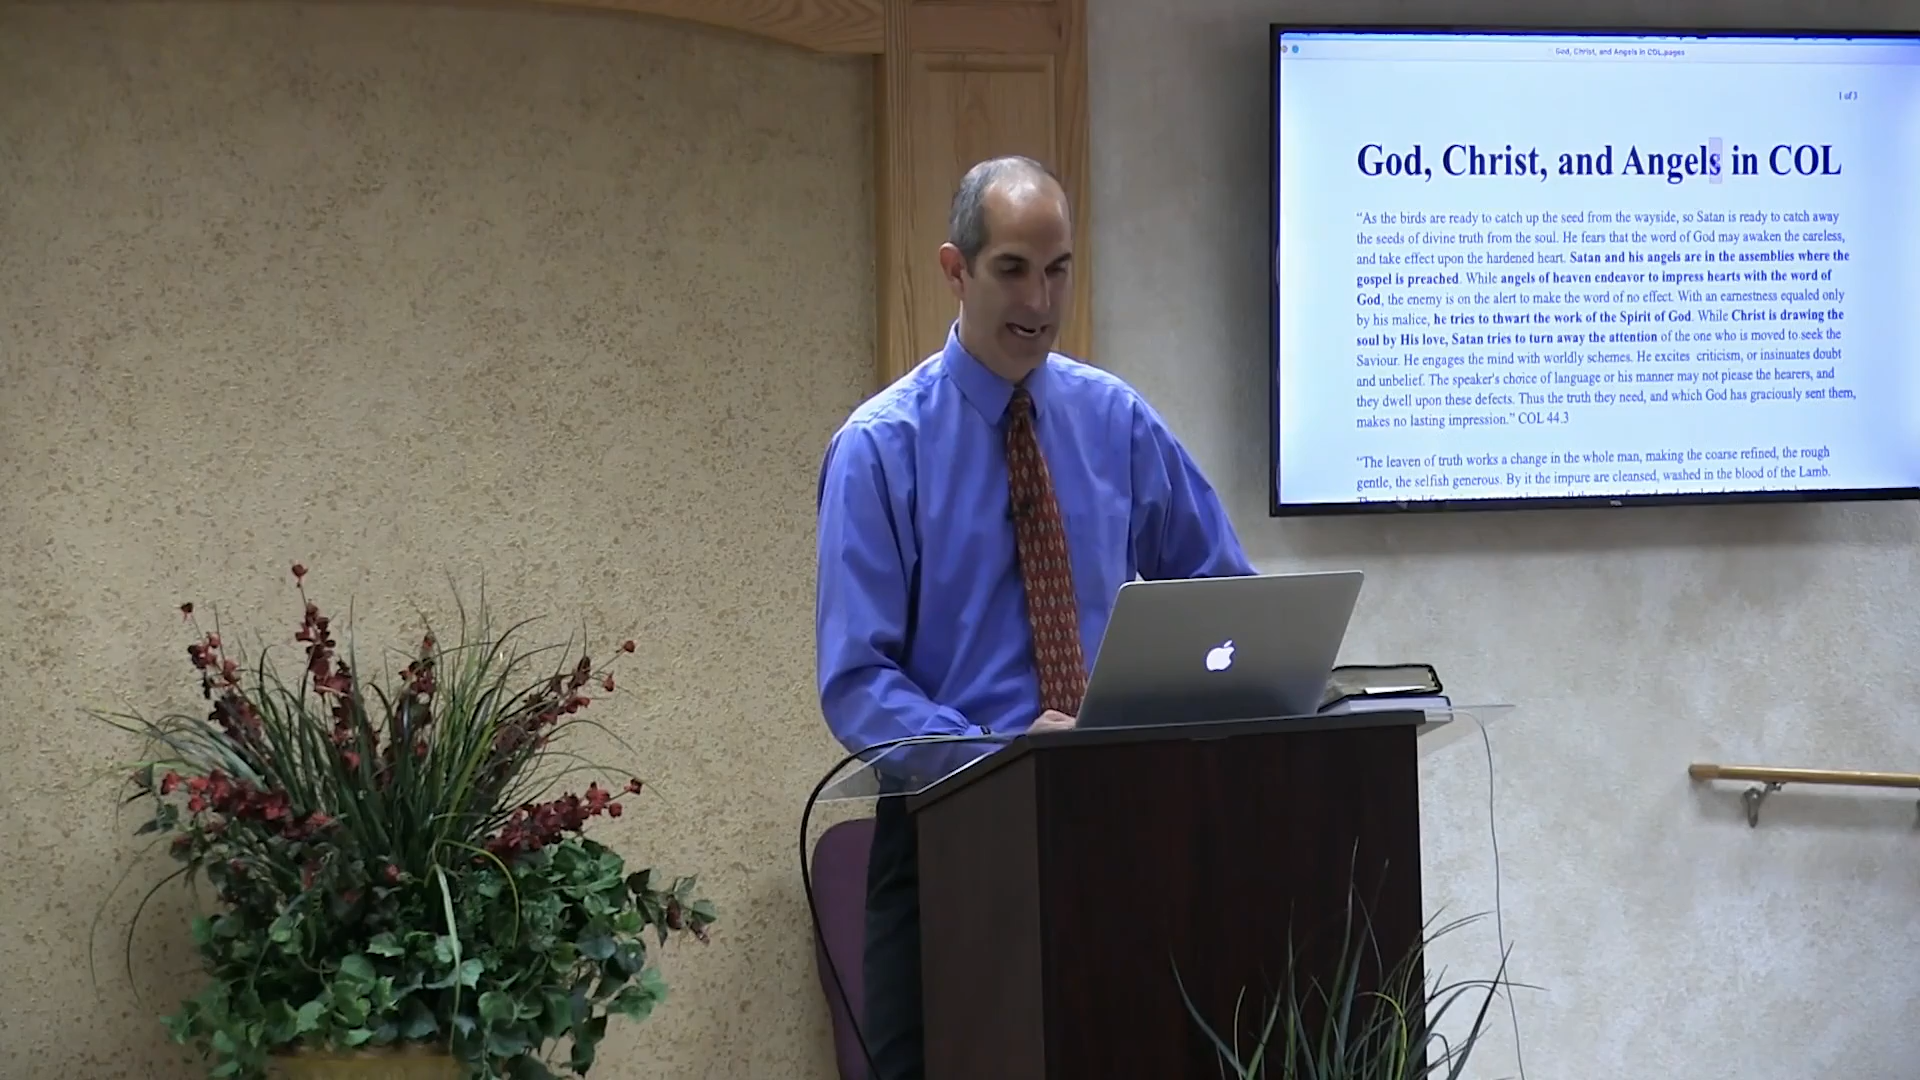 God, Christ, and Angels in COL.pages
1 of 3
God, Christ, and Angels in COL
“As the birds are ready to catch up the seed from the wayside, so Satan is ready to catch away
the seeds of divine truth from the soul. He fears that the word of God may awaken the careless,
and take effect upon the hardened heart. Satan and his angels are in the assemblies where the
gospel is preached. While angels of heaven endeavor to impress hearts with the word of
God, the enemy is on the alert to make the word of no effect. With an earnestness equaled only
by his malice, he tries to thwart the work of the Spirit of God. While Christ is drawing the
soul by His love, Satan tries to turn away the attention of the one who is moved to seek the
Saviour. He engages the mind with worldly schemes. He excites criticism, or insinuates doubt
and unbelief. The speaker's choice of language or his manner may not please the hearers, and
they dwell upon these defects. Thus the truth they need, and which God has graciously sent them,
makes no lasting impression.” COL 44.3
“The leaven of truth works a change in the whole man, making the coarse refined, the rough
gentle, the selfish generous. By it the impure are cleansed, washed in the blood of the Lamb.